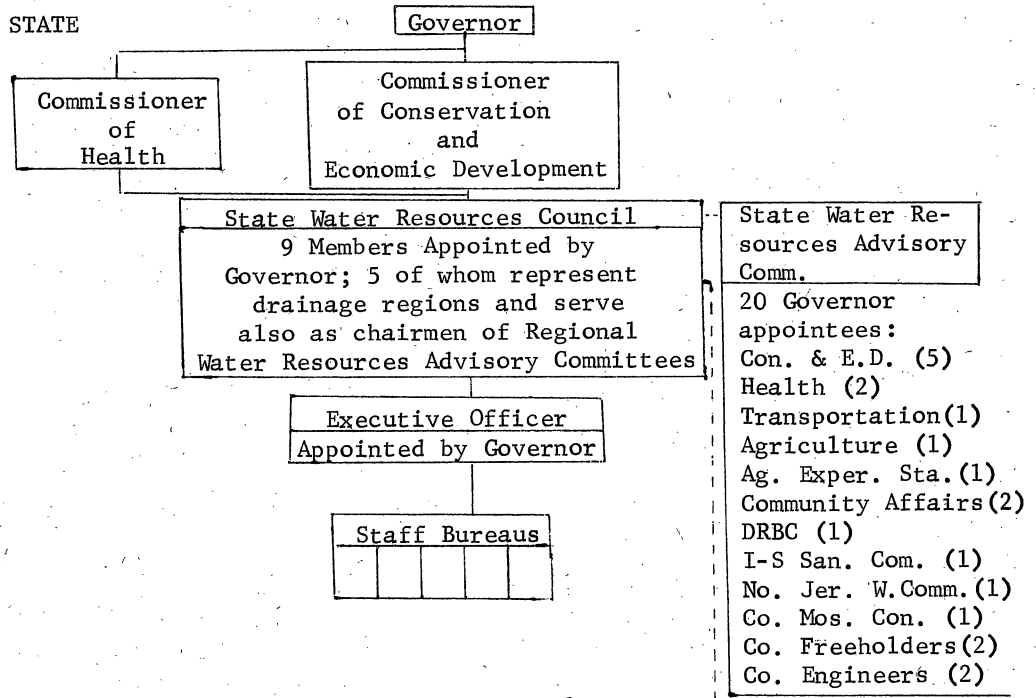 STATE
Governor
Commissioner
of
Health
Commissioner
of Conservation
and
Economic Development
State Water Resources Council
9 Members Appointed by
Governor; 5 of whom represent
drainage regions and serve
also as chairmen of Regional
Water Resources Advisory Committees
Executive Officer
Appointed by Governor
Staff Bureaus
State Water Re-
sources Advisory
Comm.
20 Governor
appointees:
Con. & E.D. (5)
Health (2)
Transportation(1)
Agriculture (1)
Ag. Exper. Sta.(1)
Community Affairs(2)
DRBC (1)
I-S San. Com. (1)
No. Jer. W.Comm.(1)
Co. Mos. Con. (1)
Co. Freeholders(2)
Co. Engineers (2)